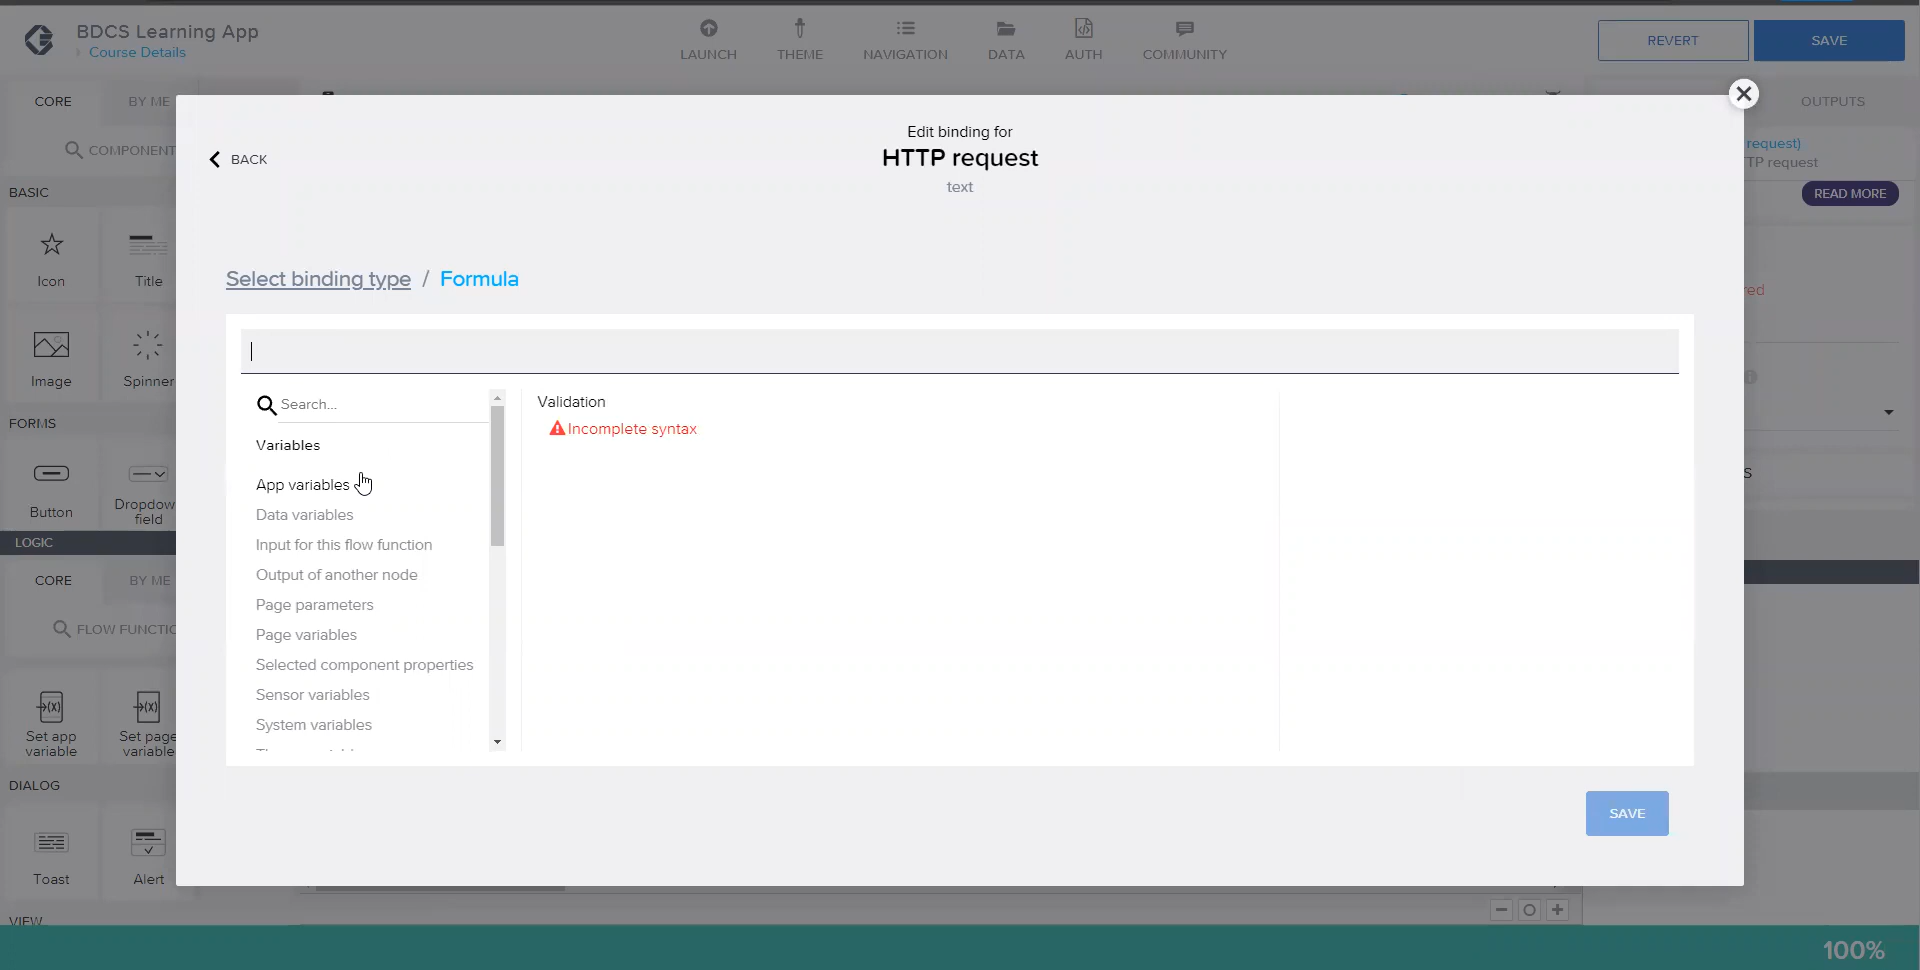 BDCS Learning App
Course Details
LAUNCH
THEME
NAVIGATION
DATA
AUTH
COMMUNITY
REVERT
SAVE
CORE
BY ME
OUTPUTS
COMPONENT
BASIC
Icon
Title
Image
Spinner
FORMS
Button
Dropdow
field
LOGIC
CORE
BY ME
FLOW FUNCTIO
Set app
variable
Set page
variable
DIALOG
Toast
Alert
VIEW
BACK
Edit binding for
HTTP request
text
Select binding type / Formula
Search...
Variables
App variables
Data variables
Input for this flow function
Output of another node
Page parameters
Page variables
Selected component properties
Sensor variables
System variables
Validation
Incomplete syntax
SAVE
request)
TP request
READ MORE
red
S
100%